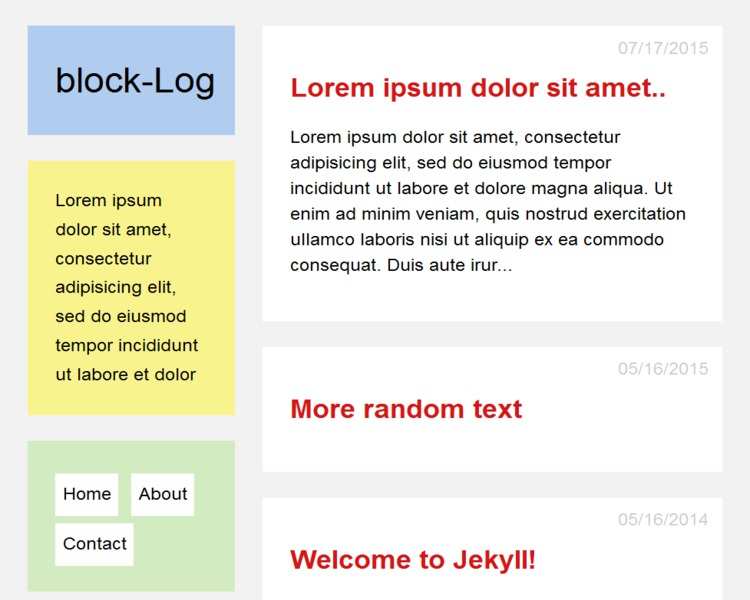 block-Log
Lorem ipsum
dolor sit amet,
consectetur
adipisicing elit,
sed do eiusmod
tempor incididunt
ut labore et dolor
Home About
Contact
07/17/2015
Lorem ipsum dolor sit amet..
Lorem ipsum dolor sit amet, consectetur
adipisicing elit, sed do eiusmod tempor
incididunt ut labore et dolore magna aliqua. Ut
enim ad minim veniam, quis nostrud exercitation
ullamco laboris nisi ut aliquip ex ea commodo
consequat. Duis aute irur...
05/16/2015
More random text
05/16/2014
Welcome to Jekyll!